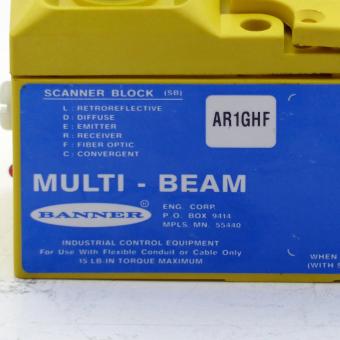 SCANNER BLOCK (SB)
L : RETROREFLECTIVE
D : DIFFUSE
E : EMITTER
R : RECEIVER
F : FIBER OPTIC
C : CONVERGENT
AR1GHF
MULTI - BEAM
BANNER ®
ENG. CORP.
P.O. BOX 9414
MPLS. MN. 55440
INDUSTRIAL CONTROL EQUIPMENT
For Use With Flexible Conduit or Cable Only
15 LB-IN TORQUE MAXIMUM
WHEN
(WITH S